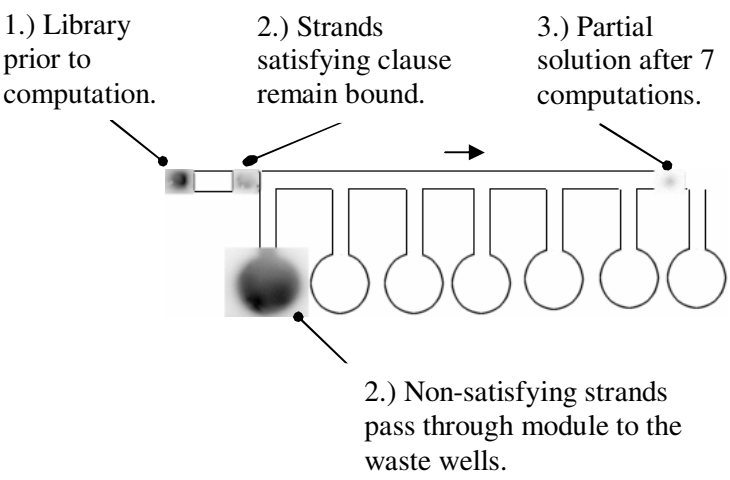 1.) Library
prior to
computation.
2.) Strands
satisfying clause
remain bound.
3.) Partial
solution after 7
computations.
2.) Non-satisfying strands
pass through module to the
waste wells.